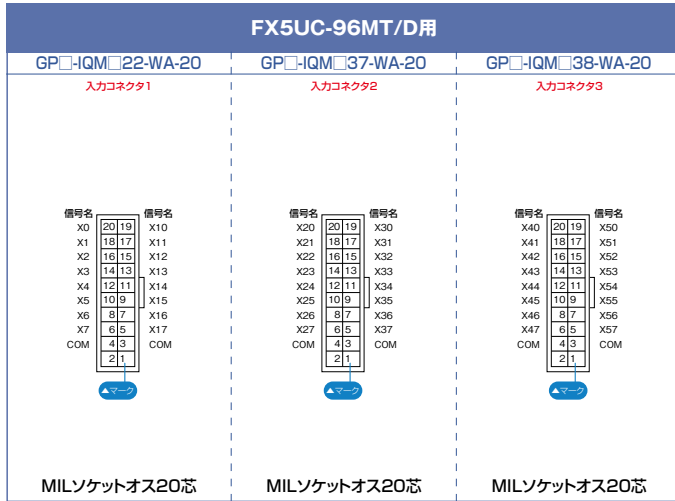 FX5UC-96MT/D用
GP□-IQM□22-WA-20
入力コネクタ1
信号名 信号名
X0 20 19 X10
X1 18 17 X11
X2 16 15 X12
X3 14 13 X13
X4 12 11 X14
X5 10 9 X15
X6 8 7 X16
X7 6 5 X17
COM 4 3 COM
2 1
▲マーク
MILソケットオス20芯
GP□-IQM□37-WA-20
入力コネクタ2
信号名 信号名
X20 20 19 X30
X21 18 17 X31
X22 16 15 X32
X23 14 13 X33
X24 12 11 X34
X25 10 9 X35
X26 8 7 X36
X27 6 5 X37
COM 4 3 COM
2 1
▲マーク
MILソケットオス20芯
GP□-IQM□38-WA-20
入力コネクタ3
信号名 信号名
X40 20 19 X50
X41 18 17 X51
X42 16 15 X52
X43 14 13 X53
X44 12 11 X54
X45 10 9 X55
X46 8 7 X56
X47 6 5 X57
COM 4 3 COM
2 1
▲マーク
MILソケットオス20芯